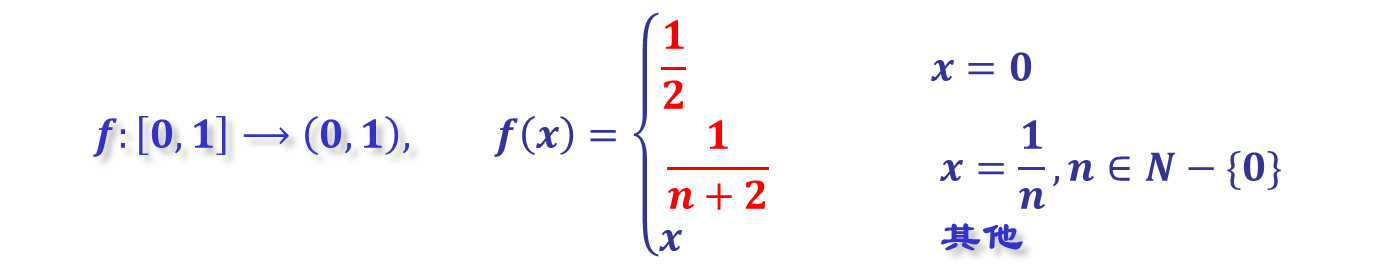 f: [0, 1] ⟶ (0, 1), f(x) = {
1/2 x = 0
1/(n + 2) x = 1/n, n ∈ N − {0}
x 其他